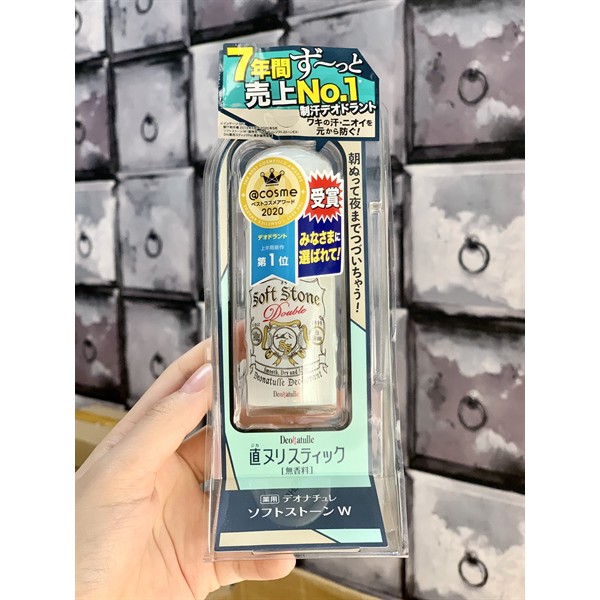 7年間ず〜っと
売上No.1
制汗デオドラント
ワキの汗・ニオイを
元から防ぐ!
朝ぬって夜までつづいちゃう!
@cosme
ベストコスメアワード
2020
デオドラント
第1位
受賞
みなさまに
選ばれて!
Soft Stone
Double
Smooth, Dry and
Deonatulle Deodorant
Deonatulle
Deonatulle
直ヌリスティック
[無香料]
薬用 デオナチュレ
ソフトストーンW